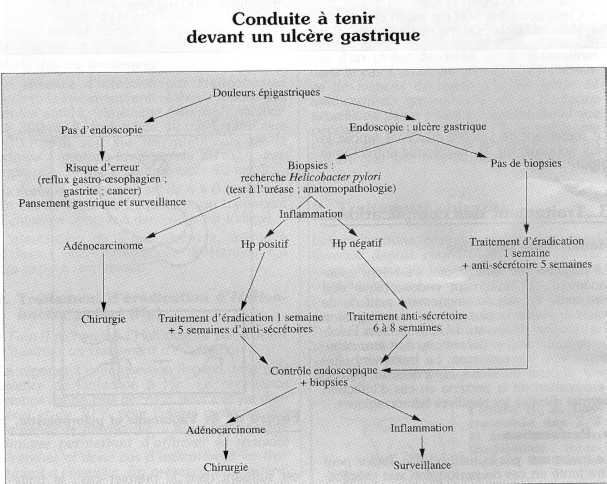 Conduite à tenir
devant un ulcère gastrique
Douleurs épigastriques
Pas d'endoscopie
Endoscopie : ulcère gastrique
Risque d'erreur
(reflux gastro-œsophagien ;
gastrite ; cancer)
Pansement gastrique et surveillance
Biopsies :
recherche Helicobacter pylori
(test à l'uréase ; anatomopathologie)
Pas de biopsies
Inflammation
Adénocarcinome
Hp positif
Hp négatif
Traitement d'éradication
1 semaine
+ anti-sécrétoire 5 semaines
Chirurgie
Traitement d'éradication 1 semaine
+ 5 semaines d'anti-sécrétoires
Traitement anti-sécrétoire
6 à 8 semaines
Contrôle endoscopique
+ biopsies
Adénocarcinome
Inflammation
Chirurgie
Surveillance